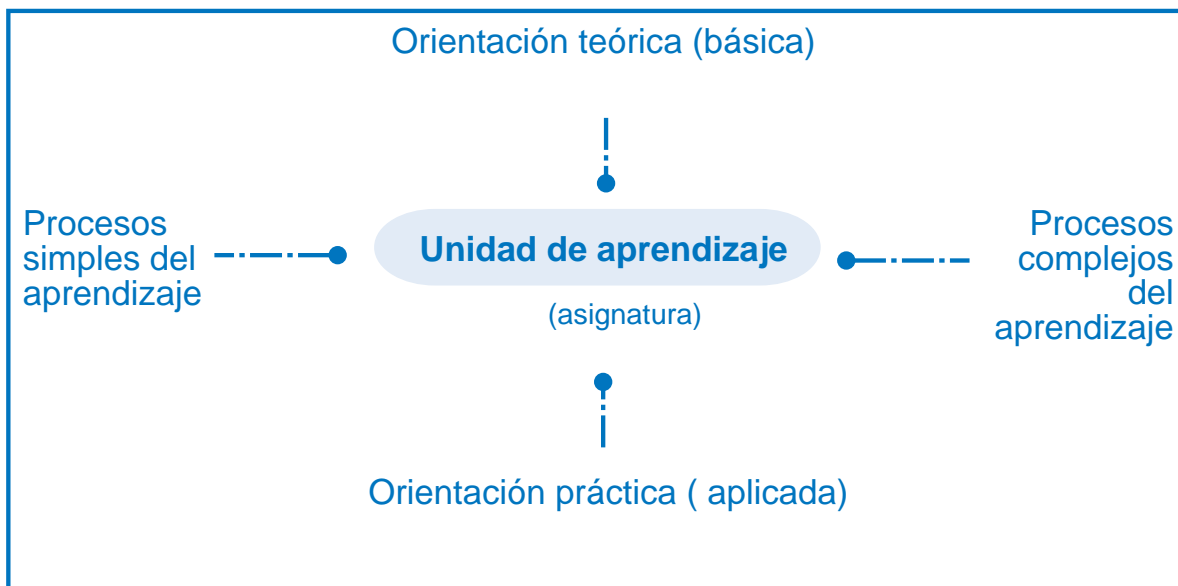 Orientación teórica (básica)
Procesos
simples del
aprendizaje
Unidad de aprendizaje
(asignatura)
Procesos
complejos
del
aprendizaje
Orientación práctica ( aplicada)